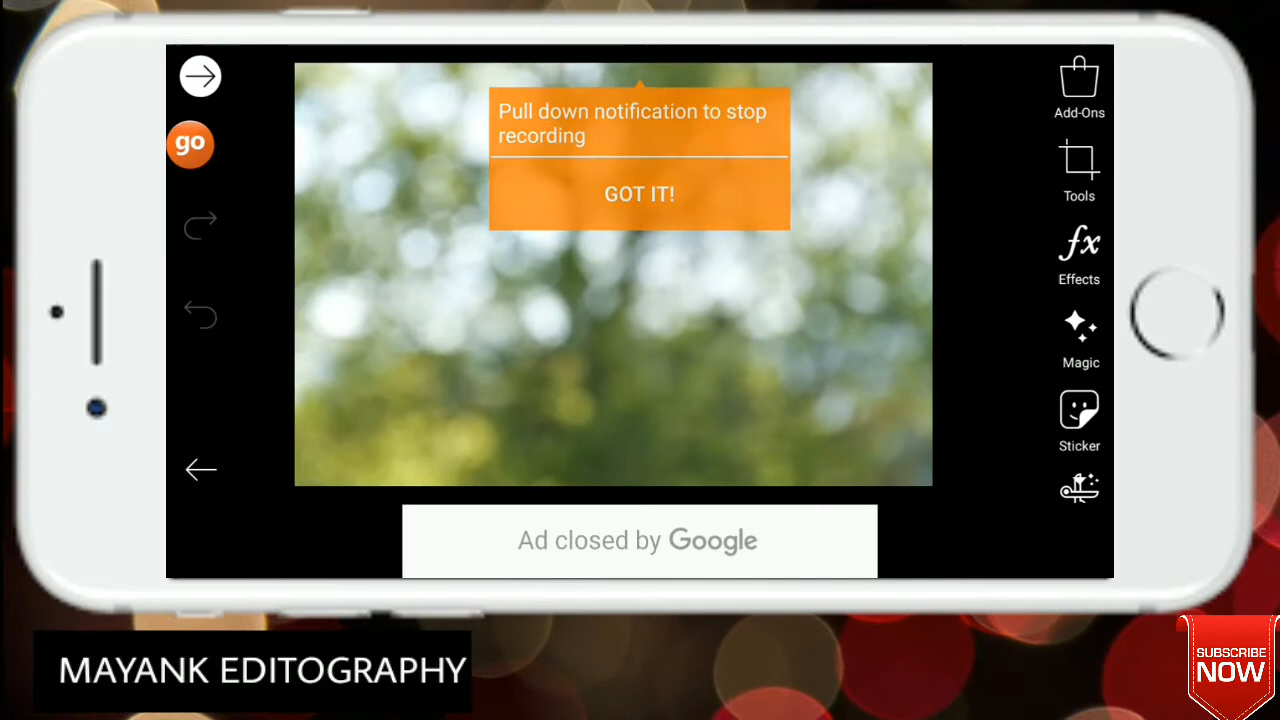 go
Pull down notification to stop
recording
GOT IT!
Add-Ons
Tools
fx
Effects
Magic
Sticker
Ad closed by Google
MAYANK EDITOGRAPHY
SUBSCRIBE
NOW